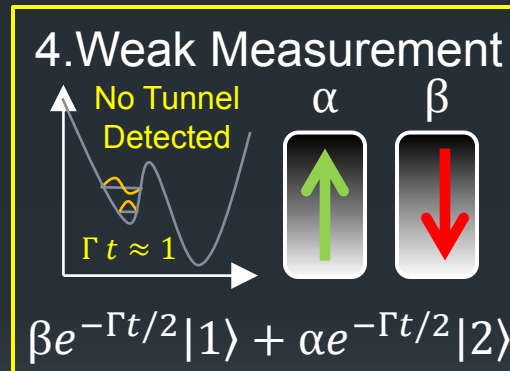 4.Weak Measurement
No Tunnel
Detected
α
β
Γ t ≈ 1
βe^{-Γt/2}|1⟩ + αe^{-Γt/2}|2⟩